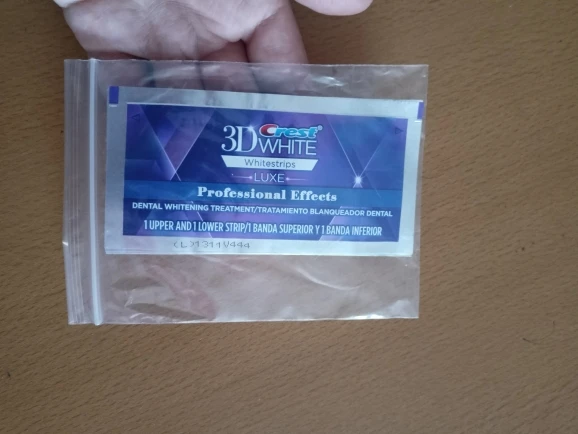 3D Crest®
WHITE
Whitestrips
LUXE
Professional Effects
DENTAL WHITENING TREATMENT/TRATAMIENTO BLANQUEADOR DENTAL
1 UPPER AND 1 LOWER STRIP/1 BANDA SUPERIOR Y 1 BANDA INFERIOR
(L)1311V444